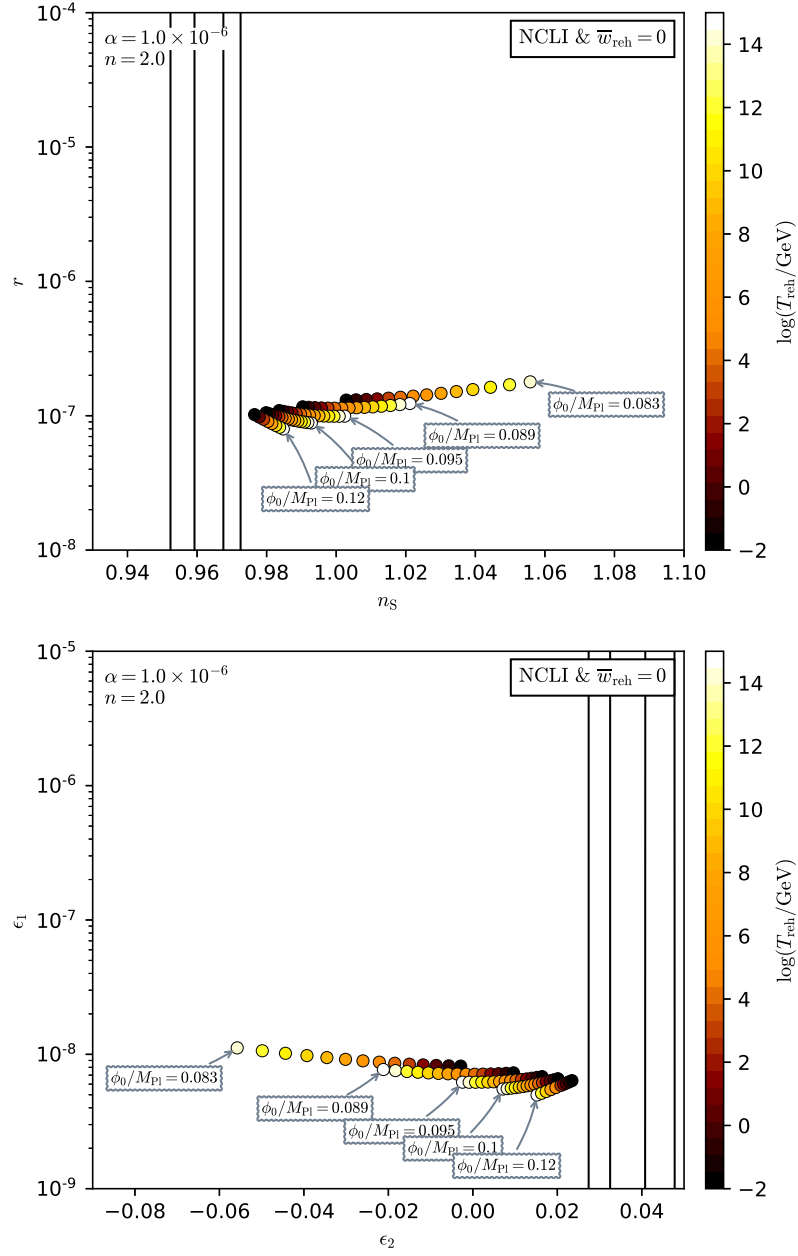 α = 1.0 × 10⁻⁶
n = 2.0
NCLI & w̅reh = 0
10⁻⁴
10⁻⁵
10⁻⁶
10⁻⁷
10⁻⁸
r
ϕ₀/MPl = 0.083
ϕ₀/MPl = 0.089
ϕ₀/MPl = 0.095
ϕ₀/MPl = 0.1
ϕ₀/MPl = 0.12
0.94 0.96 0.98 1.00 1.02 1.04 1.06 1.08 1.10
nS
14
12
10
8
6
4
2
0
−2
log(Treh/GeV)
α = 1.0 × 10⁻⁶
n = 2.0
NCLI & w̅reh = 0
10⁻⁵
10⁻⁶
10⁻⁷
10⁻⁸
10⁻⁹
ϵ₁
ϕ₀/MPl = 0.083
ϕ₀/MPl = 0.089
ϕ₀/MPl = 0.095
ϕ₀/MPl = 0.1
ϕ₀/MPl = 0.12
−0.08 −0.06 −0.04 −0.02 0.00 0.02 0.04
ϵ₂
14
12
10
8
6
4
2
0
−2
log(Treh/GeV)